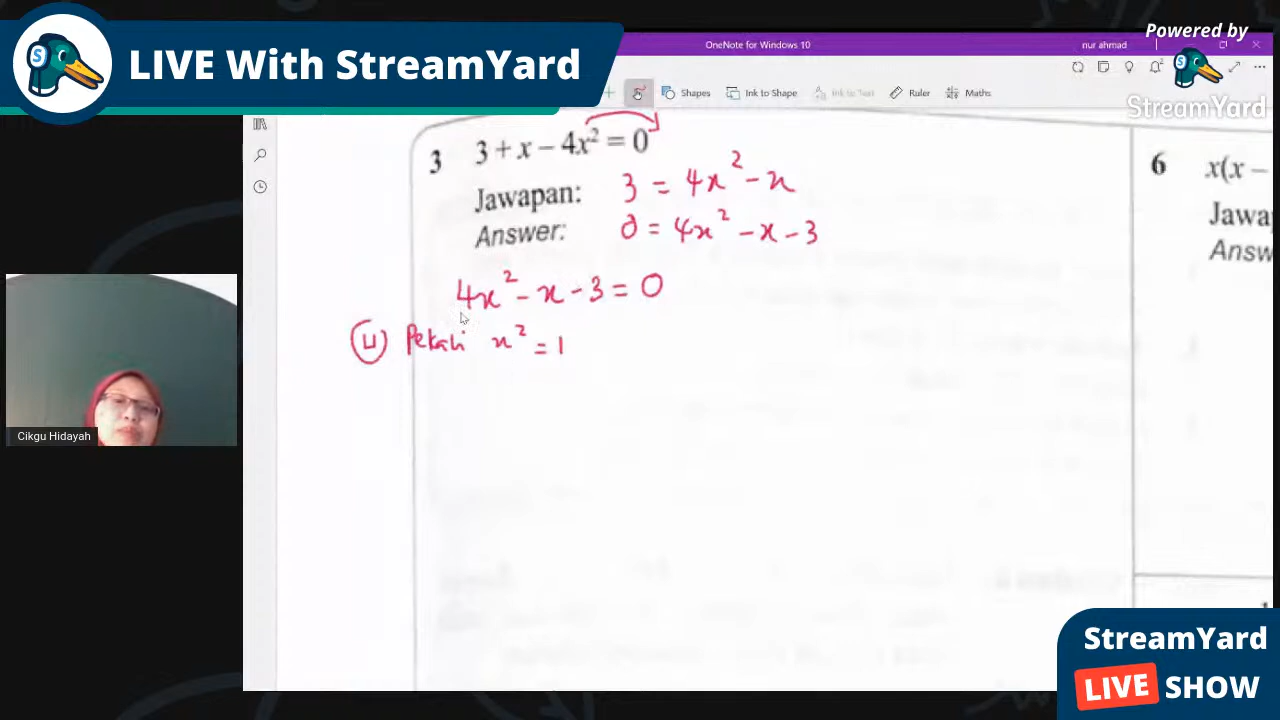 LIVE With StreamYard
Powered by
StreamYard
OneNote for Windows 10
nur ahmad
Shapes
Ink to Shape
Ink to Text
Ruler
Maths
3 3 + x − 4x² = 0
Jawapan: 3 = 4x² − x
Answer: 0 = 4x² − x − 3
4x² − x − 3 = 0
Pekali x² = 1
6 x(x −
Jawa
Answ
Cikgu Hidayah
StreamYard
LIVE SHOW